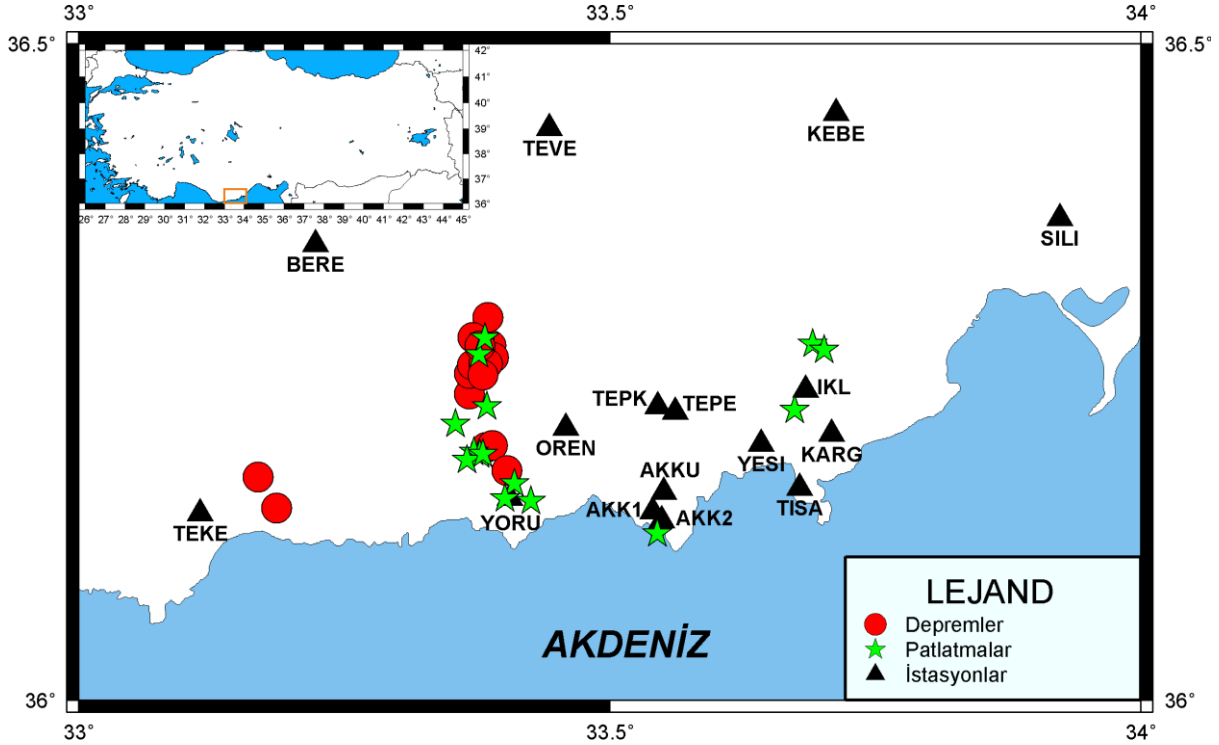 33° 33.5° 34°
36.5° 36.5°
42°
41°
40°
39°
38°
37°
36°
26° 27° 28° 29° 30° 31° 32° 33° 34° 35° 36° 37° 38° 39° 40° 41° 42° 43° 44° 45°
KEBE
TEVE
SILI
BERE
IKL
TEPK
TEPE
OREN
KARG
YESI
AKKU
TISA
AKK1
AKK2
YORU
TEKE
AKDENİZ
LEJAND
Depremler
Patlatmalar
İstasyonlar
36° 36°
33° 33.5° 34°